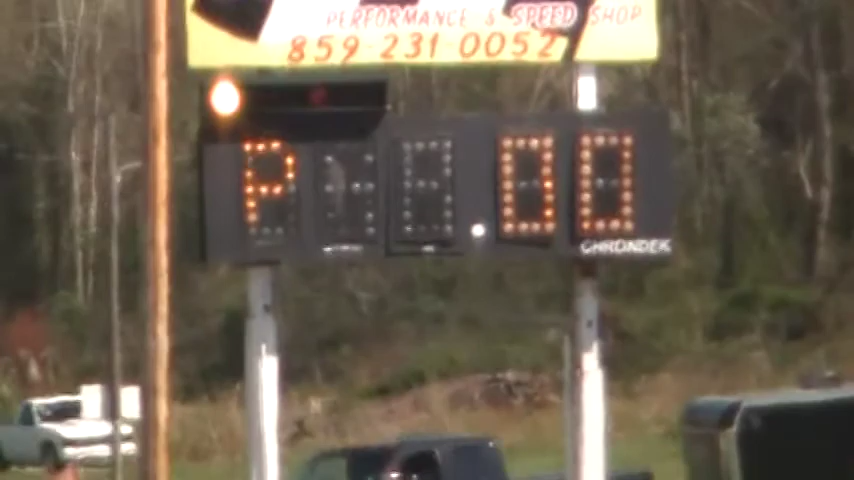 PERFORMANCE & SPEED SHOP
859-231 0052
P .00
CHRONDEK